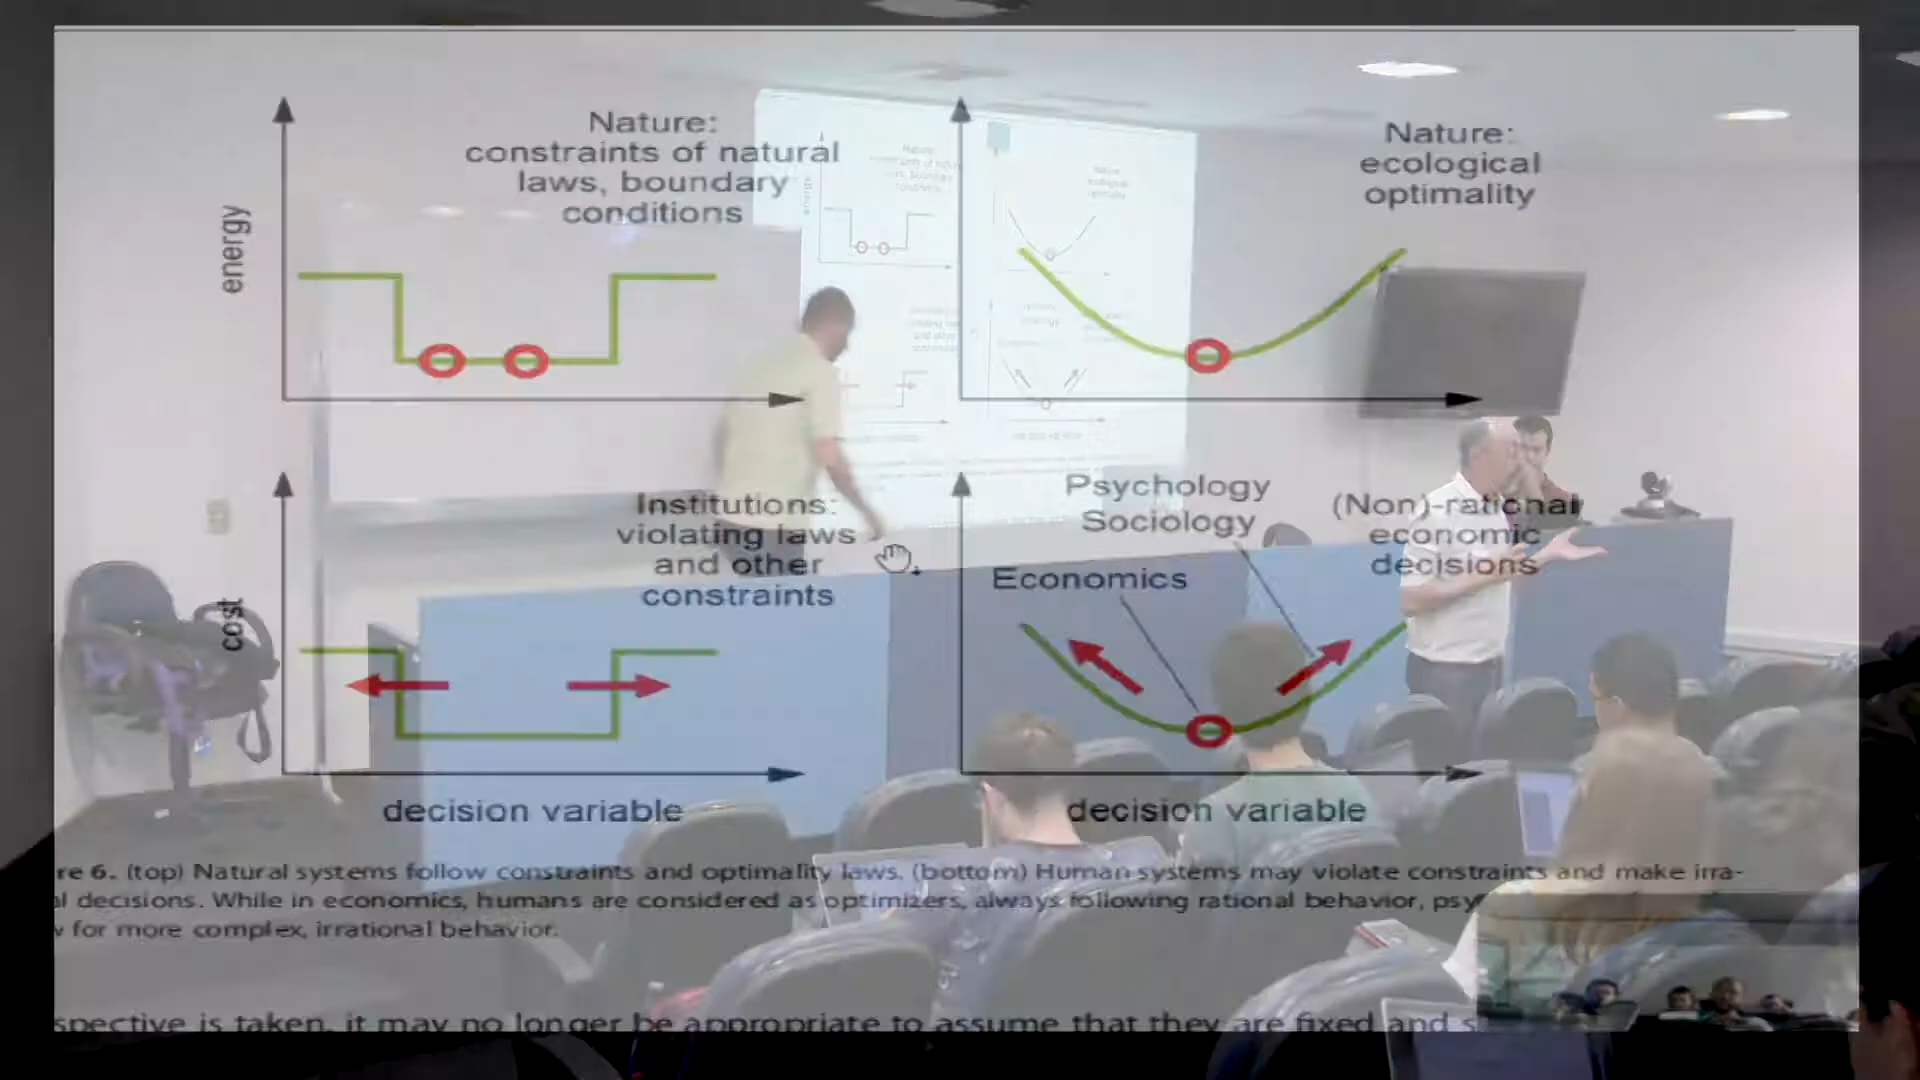 Nature:
constraints of natural
laws, boundary
conditions
energy
Nature:
ecological
optimality
Institutions:
violating laws
and other
constraints
cost
decision variable
Psychology
Sociology
Economics
(Non)-rational
economic
decisions
decision variable
re 6. (top) Natural systems follow constraints and optimality laws. (bottom) Human systems may violate constraints and make irra-
l decisions. While in economics, humans are considered as optimizers, always following rational behavior, psy
for more complex, irrational behavior.
spective is taken, it may no longer be appropriate to assume that they are fixed and s